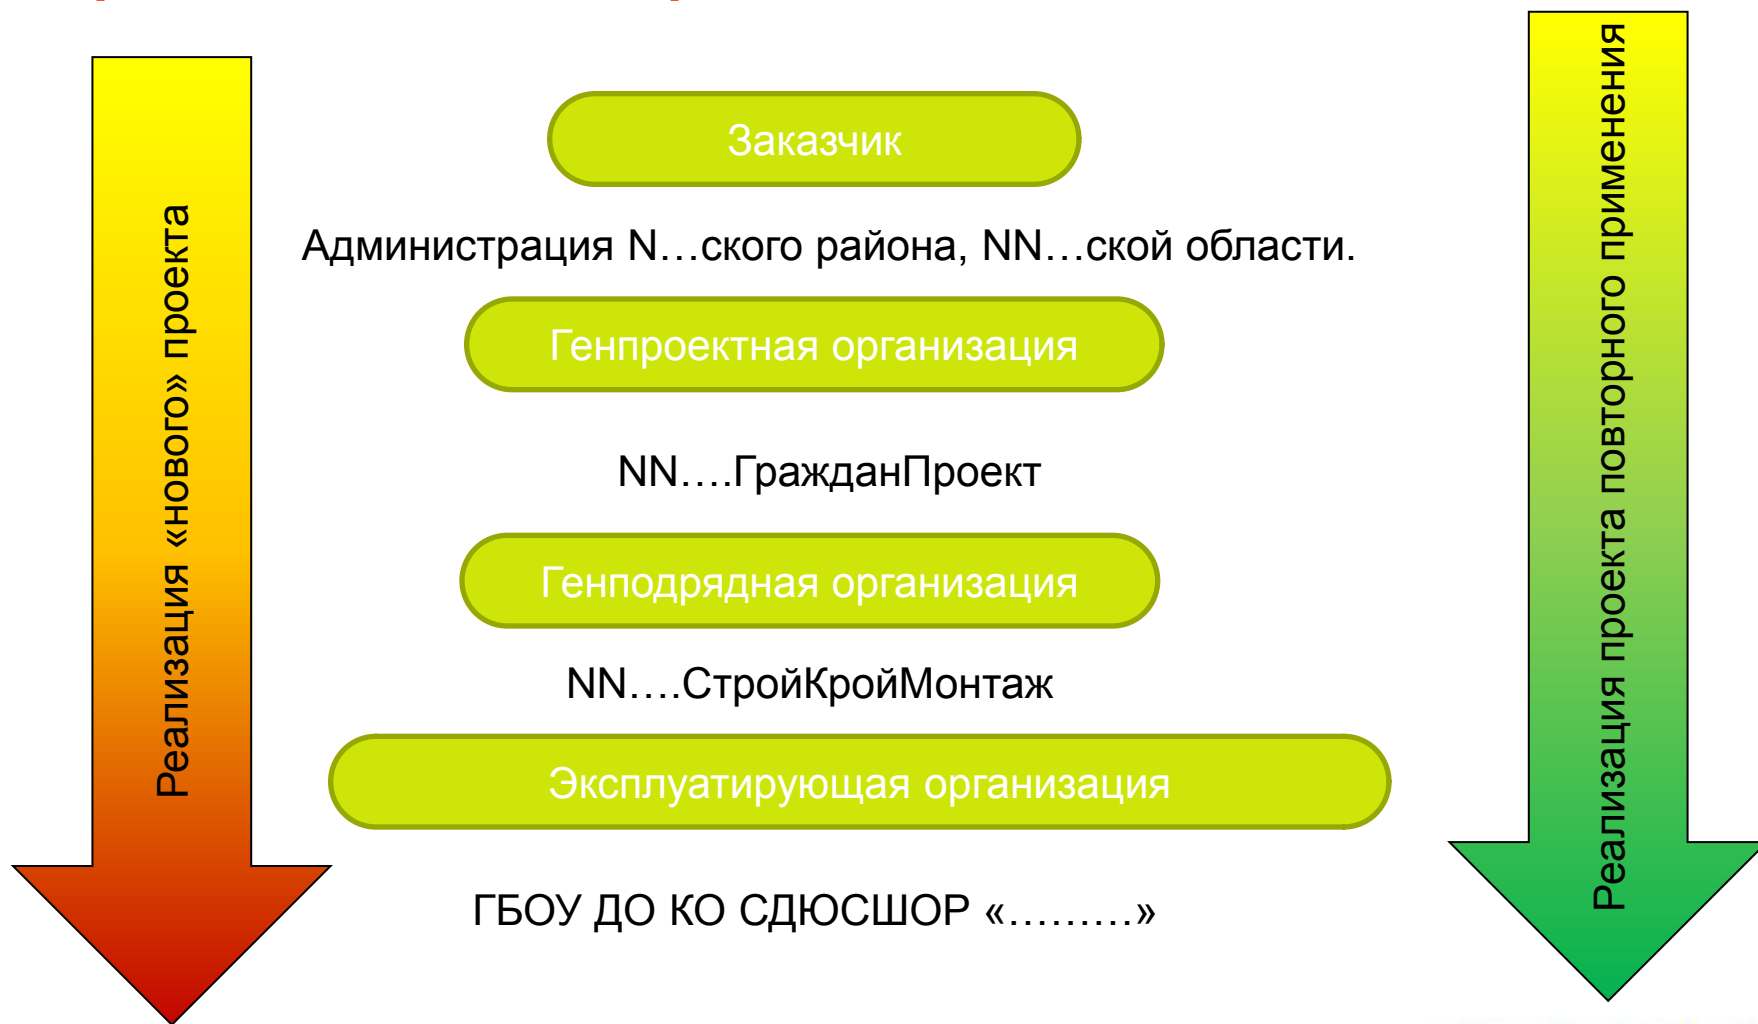 Реализация «нового» проекта
Заказчик
Администрация N…ского района, NN…ской области.
Генпроектная организация
NN….ГражданПроект
Генподрядная организация
NN….СтройКройМонтаж
Эксплуатирующая организация
ГБОУ ДО КО СДЮСШОР «………»
Реализация проекта повторного применения